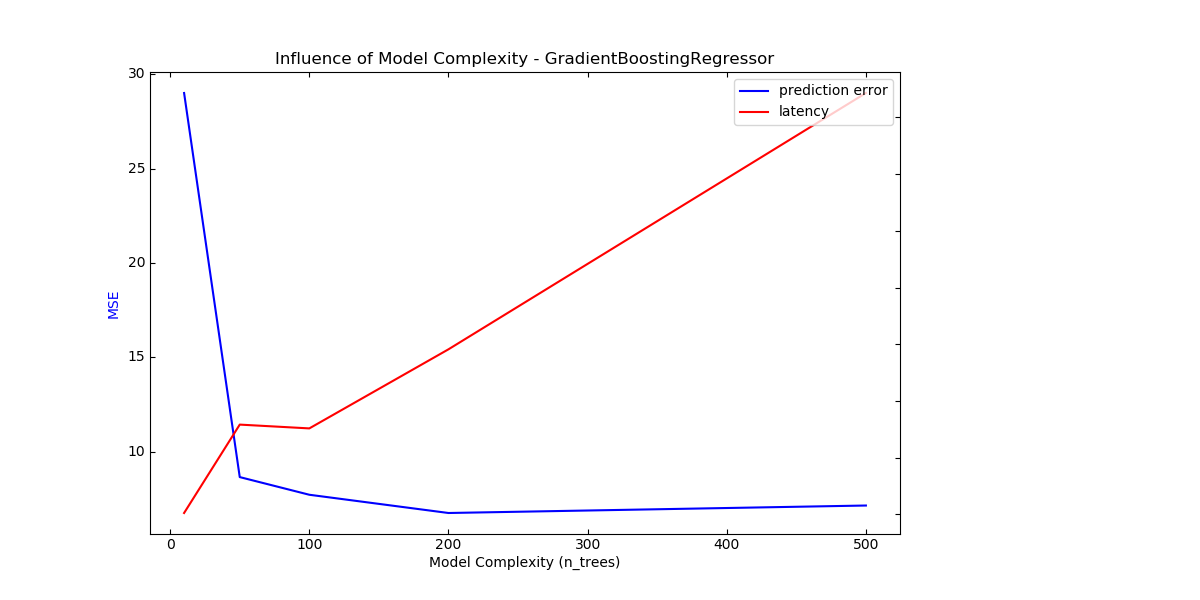 Influence of Model Complexity - GradientBoostingRegressor
prediction error
latency
30
25
20
15
10
MSE
0 100 200 300 400 500
Model Complexity (n_trees)